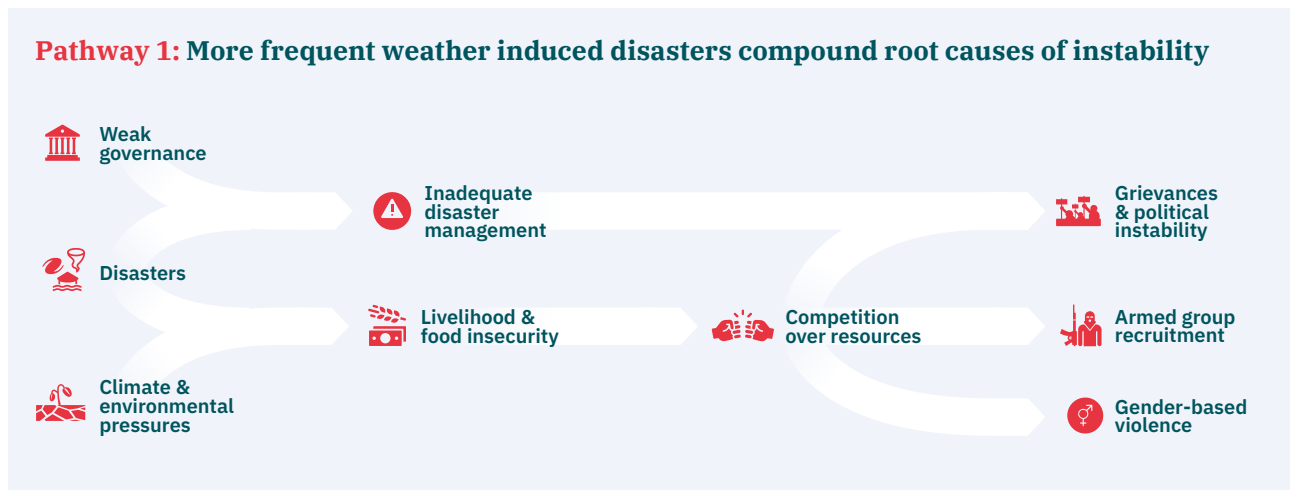 Pathway 1: More frequent weather induced disasters compound root causes of instability
Weak
governance
Disasters
Climate &
environmental
pressures
Inadequate
disaster
management
Livelihood &
food insecurity
Competition
over resources
Grievances
& political
instability
Armed group
recruitment
Gender-based
violence